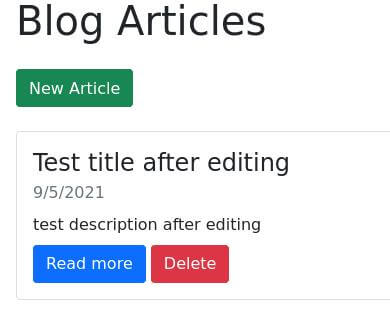 Blog Articles
New Article
Test title after editing
9/5/2021
test description after editing
Read more Delete